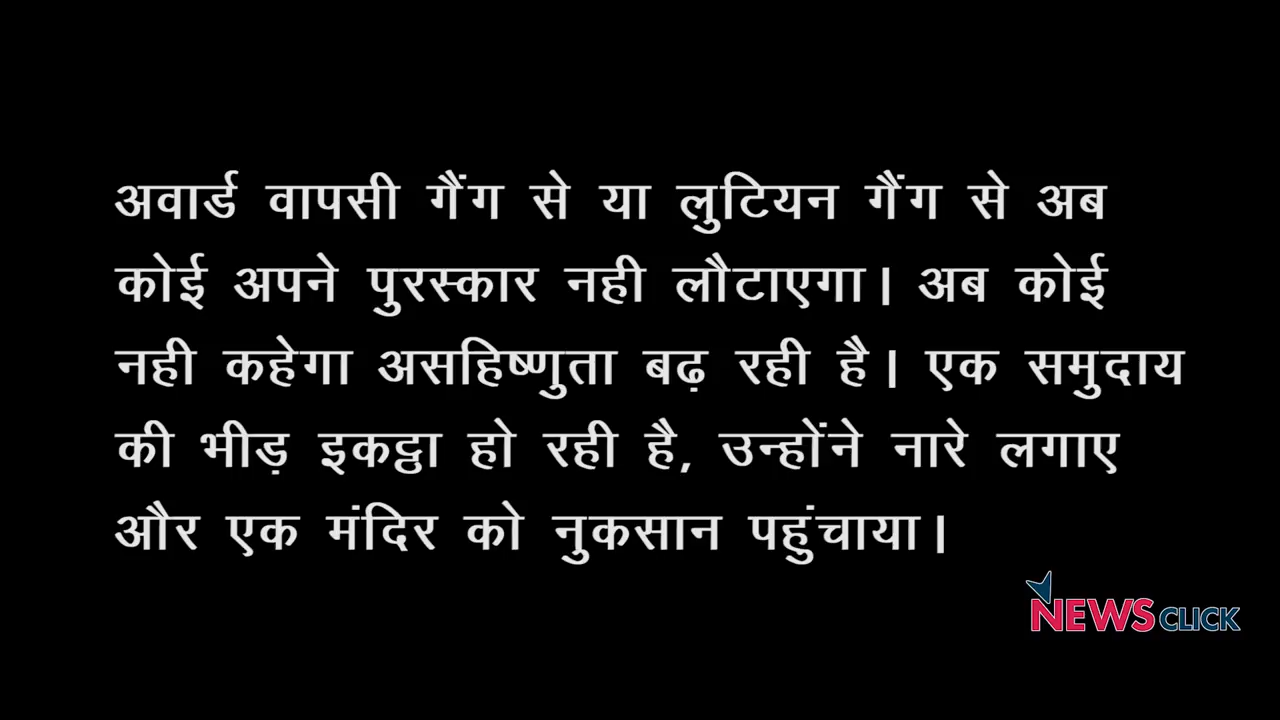 अवार्ड वापसी गैंग से या लुटियन गैंग से अब
कोई अपने पुरस्कार नही लौटाएगा। अब कोई
नही कहेगा असहिष्णुता बढ़ रही है। एक समुदाय
की भीड़ इकट्ठा हो रही है, उन्होंने नारे लगाए
और एक मंदिर को नुकसान पहुंचाया।
NEWSCLICK